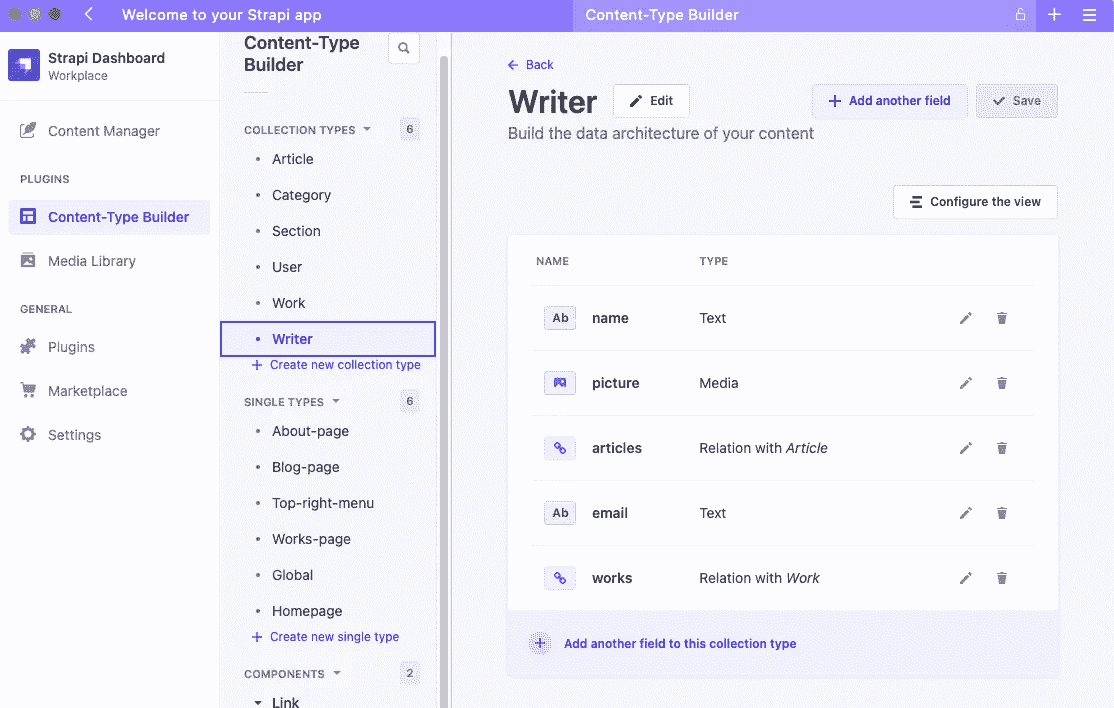 Welcome to your Strapi app
Content-Type Builder
Strapi Dashboard
Workplace
Content Manager
PLUGINS
Content-Type Builder
Media Library
GENERAL
Plugins
Marketplace
Settings
Content-Type
Builder
COLLECTION TYPES 6
Article
Category
Section
User
Work
Writer
Create new collection type
SINGLE TYPES 6
About-page
Blog-page
Top-right-menu
Works-page
Global
Homepage
Create new single type
COMPONENTS 2
Link
Back
Writer Edit Add another field Save
Build the data architecture of your content
Configure the view
NAME TYPE
Ab name Text
picture Media
articles Relation with Article
Ab email Text
works Relation with Work
Add another field to this collection type